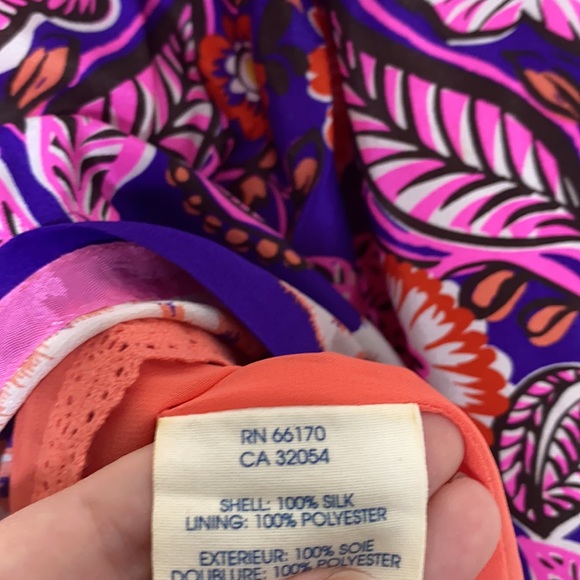 RN 66170
CA 32054
SHELL: 100% SILK
LINING: 100% POLYESTER
EXTERIEUR: 100% SOIE
DOUBLURE: 100% POLYESTER